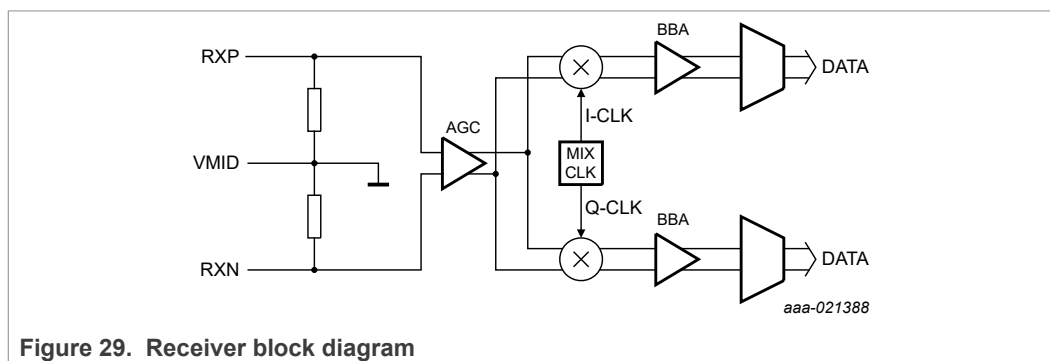 RXP
VMID
RXN
AGC
BBA
DATA
I-CLK
MIX
CLK
Q-CLK
BBA
DATA
aaa-021388
Figure 29. Receiver block diagram